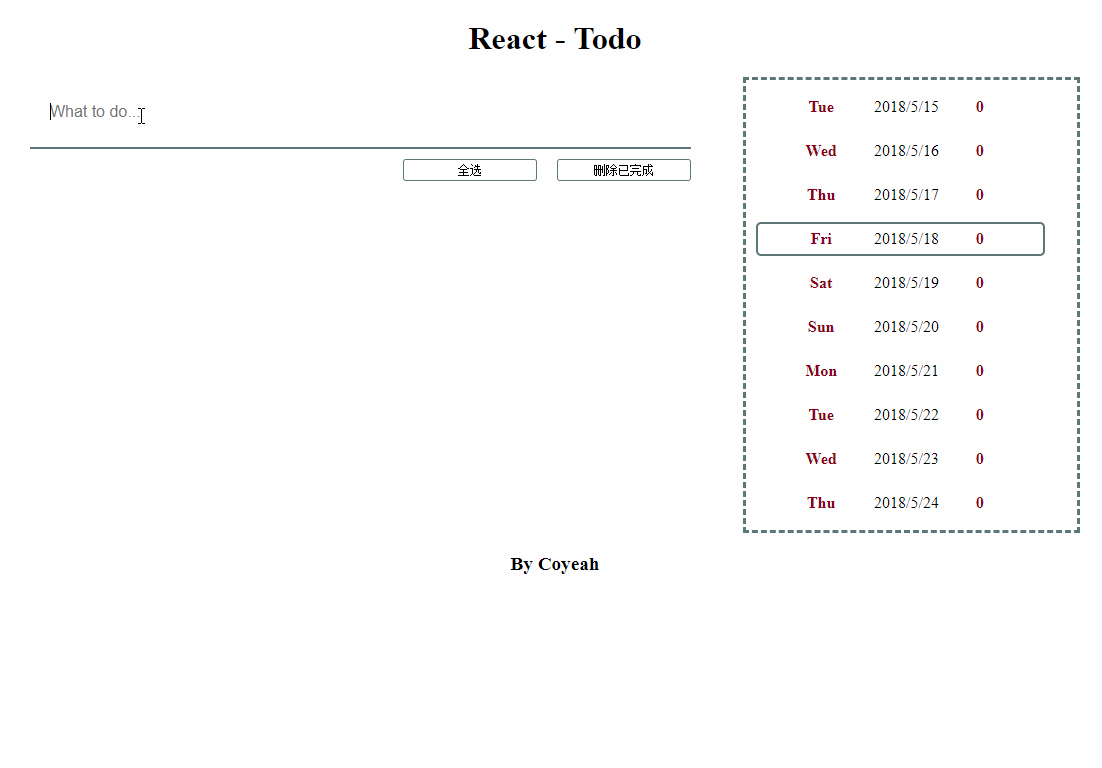 React - Todo
What to do...
全选 删除已完成
Tue 2018/5/15 0
Wed 2018/5/16 0
Thu 2018/5/17 0
Fri 2018/5/18 0
Sat 2018/5/19 0
Sun 2018/5/20 0
Mon 2018/5/21 0
Tue 2018/5/22 0
Wed 2018/5/23 0
Thu 2018/5/24 0
By Coyeah